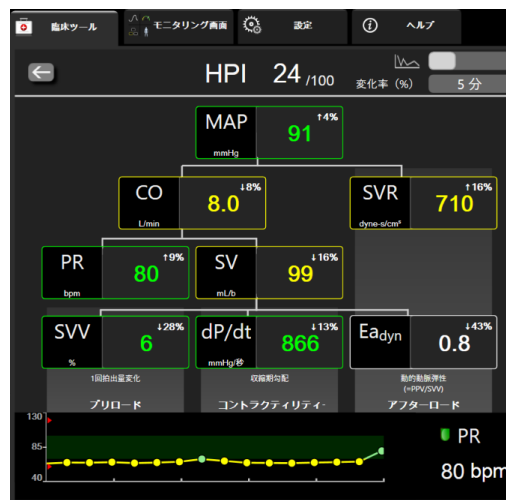 臨床ツール
モニタリング画面
設定
ヘルプ
HPI 24 /100
変化率 (%)
5 分
MAP
mmHg
91
↑4%
CO
L/min
8.0
↓8%
SVR
dyne-s/cm⁵
710
↑16%
PR
bpm
80
↑9%
SV
mL/b
99
↓16%
SVV
%
6
↓28%
dP/dt
mmHg/秒
866
↓13%
Eadyn
0.8
↓43%
1回拍出量変化
収縮期勾配
動的動脈弾性
(=PPV/SVV)
プリロード
コントラクティリティ-
アフターロード
130
85
40
PR
80 bpm